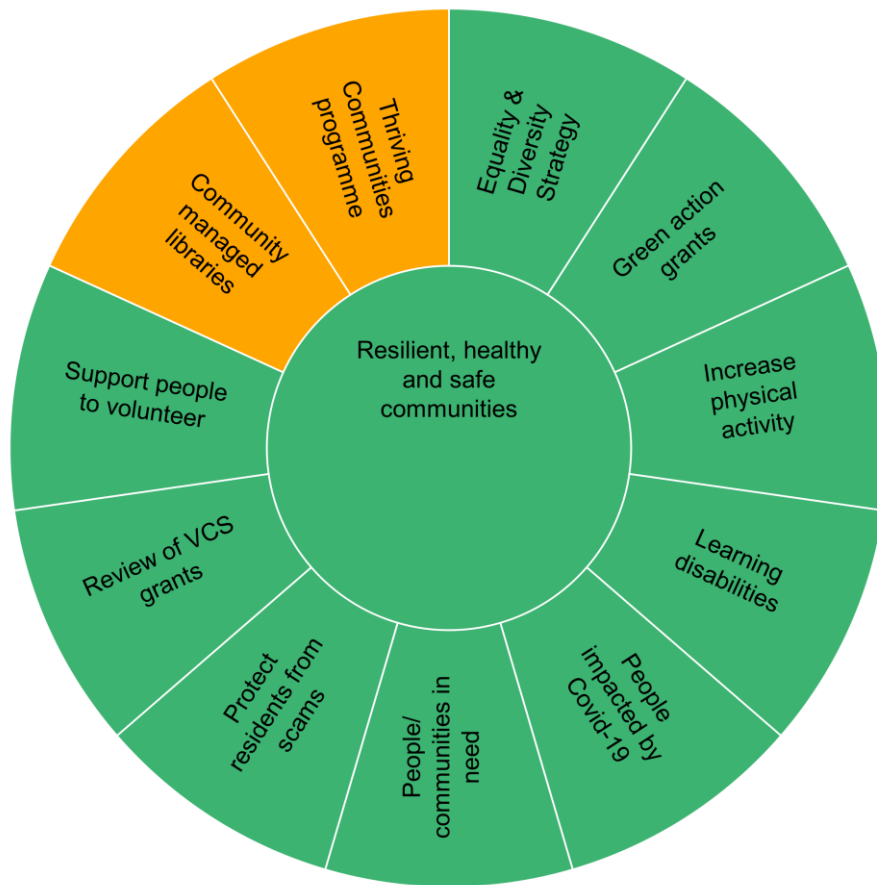 Resilient, healthy
and safe
communities
Equality &
Diversity
Strategy
Green action
grants
Increase
physical
activity
Learning
disabilities
People
impacted by
Covid-19
People/
communities in
need
Protect
residents from
scams
Review of VCS
grants
Support people
to volunteer
Community
managed
libraries
Thriving
Communities
programme